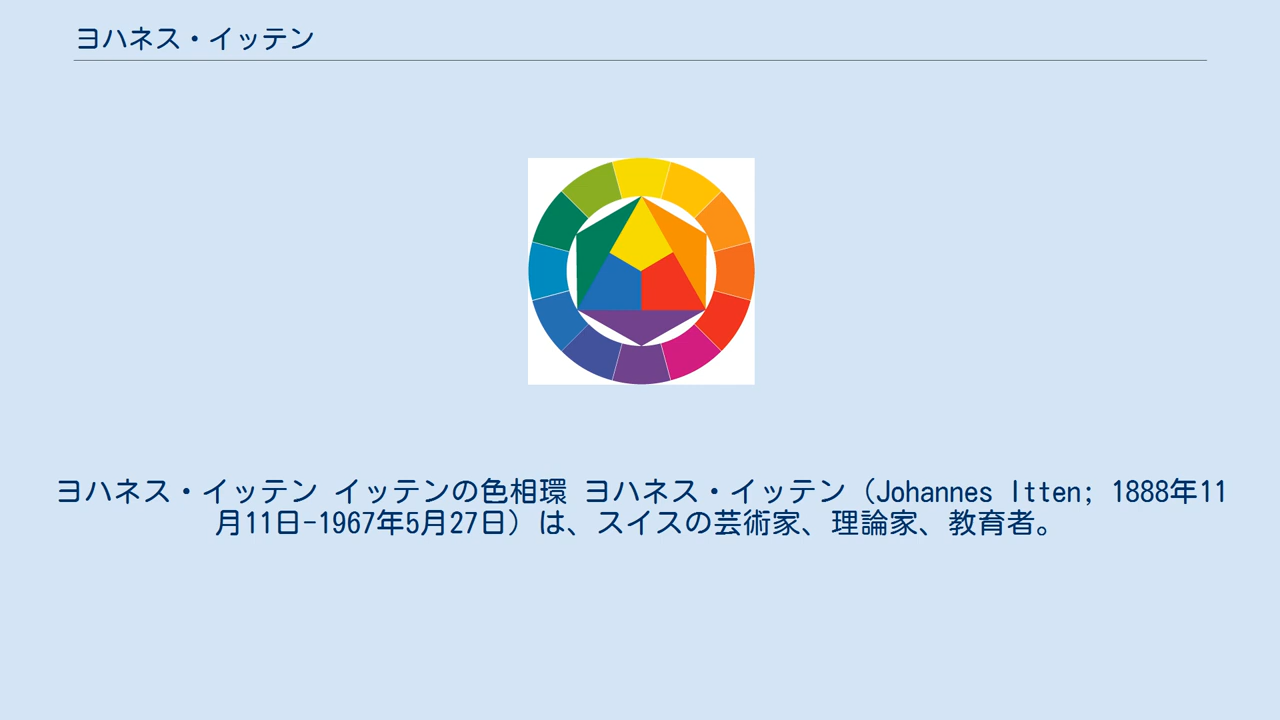 ヨハネス・イッテン
ヨハネス・イッテン イッテンの色相環 ヨハネス・イッテン（Johannes Itten; 1888年11
月11日-1967年5月27日）は、スイスの芸術家、理論家、教育者。